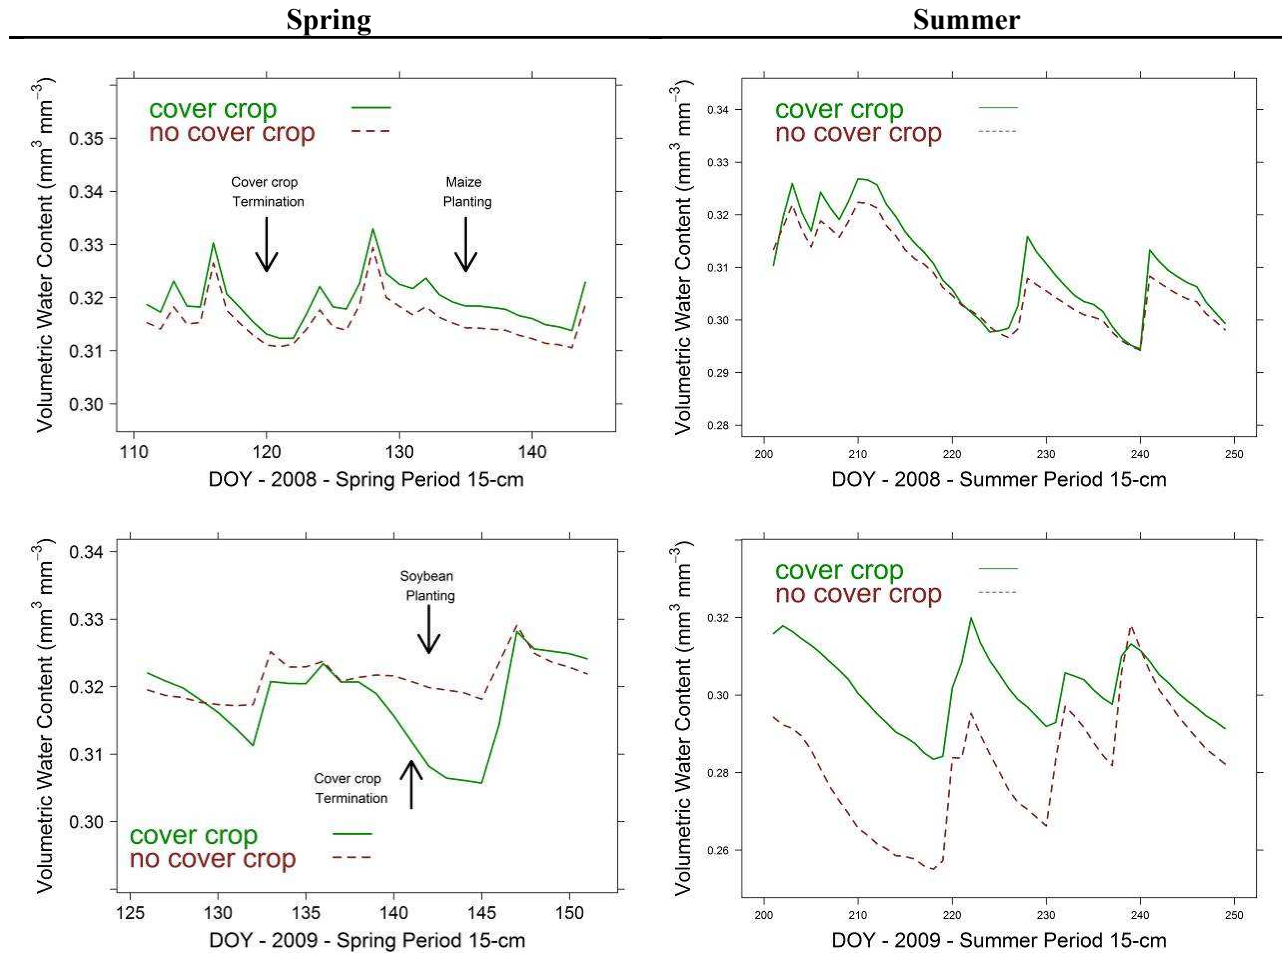 Spring
Summer
Volumetric Water Content (mm³ mm⁻³)
0.35
0.34
0.33
0.32
0.31
0.30
cover crop
no cover crop
Cover crop
Termination
Maize
Planting
110
120
130
140
DOY - 2008 - Spring Period 15-cm
Volumetric Water Content (mm³ mm⁻³)
0.34
0.33
0.32
0.31
0.30
0.29
0.28
cover crop
no cover crop
200
210
220
230
240
250
DOY - 2008 - Summer Period 15-cm
Volumetric Water Content (mm³ mm⁻³)
0.34
0.33
0.32
0.31
0.30
Soybean
Planting
Cover crop
Termination
cover crop
no cover crop
125
130
135
140
145
150
DOY - 2009 - Spring Period 15-cm
Volumetric Water Content (mm³ mm⁻³)
0.32
0.30
0.28
0.26
cover crop
no cover crop
200
210
220
230
240
250
DOY - 2009 - Summer Period 15-cm